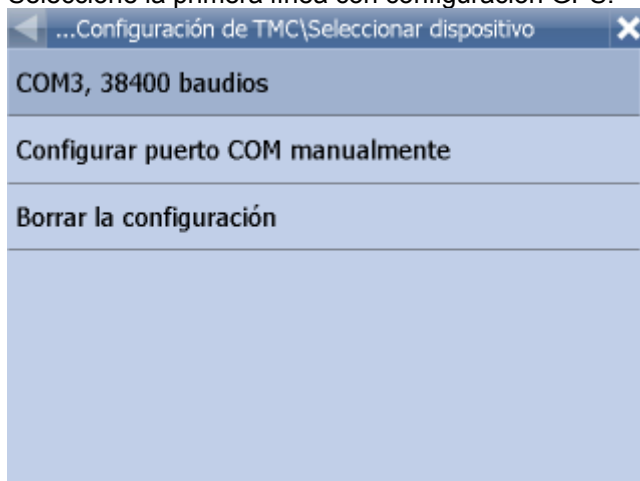 Seleccione la primera línea con configuración GPS.
...Configuración de TMC\Seleccionar dispositivo
COM3, 38400 baudios
Configurar puerto COM manualmente
Borrar la configuración